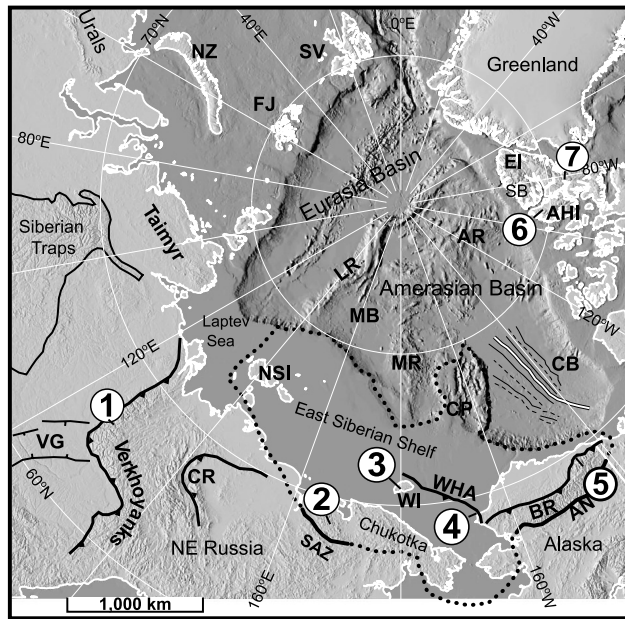 0°E
40°E
70°N
40°W
Urals
NZ
SV
Greenland
FJ
80°E
EI
7
80°W
Eurasia Basin
SB
Siberian
Traps
Taimyr
AHI
6
AR
LR
Amerasian Basin
120°W
Laptev
Sea
MB
120°E
MR
CB
NSI
CP
1
East Siberian Shelf
VG
Verkhoyanks
3
WHA
CR
WI
5
60°N
2
4
BR
AN
Chukotka
NE Russia
SAZ
Alaska
160°E
160°W
1,000 km